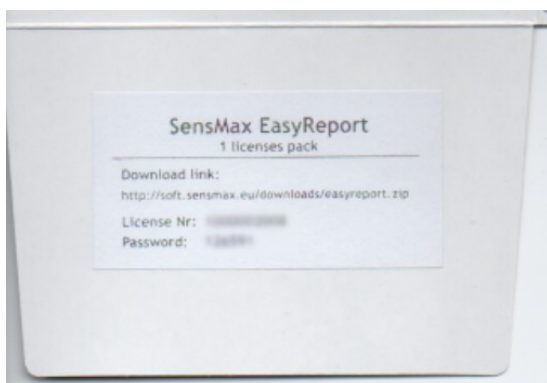 SensMax EasyReport
1 licenses pack
Download link:
http://soft.sensmax.eu/downloads/easyreport.zip
License Nr:
Password: